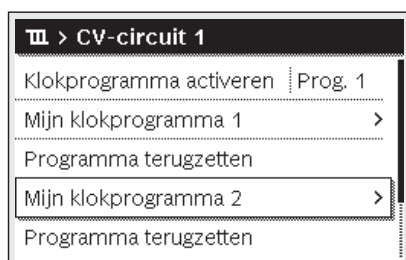 > CV-circuit 1
Klokprogramma activeren Prog. 1
Mijn klokprogramma 1 >
Programma terugzetten
Mijn klokprogramma 2 >
Programma terugzetten